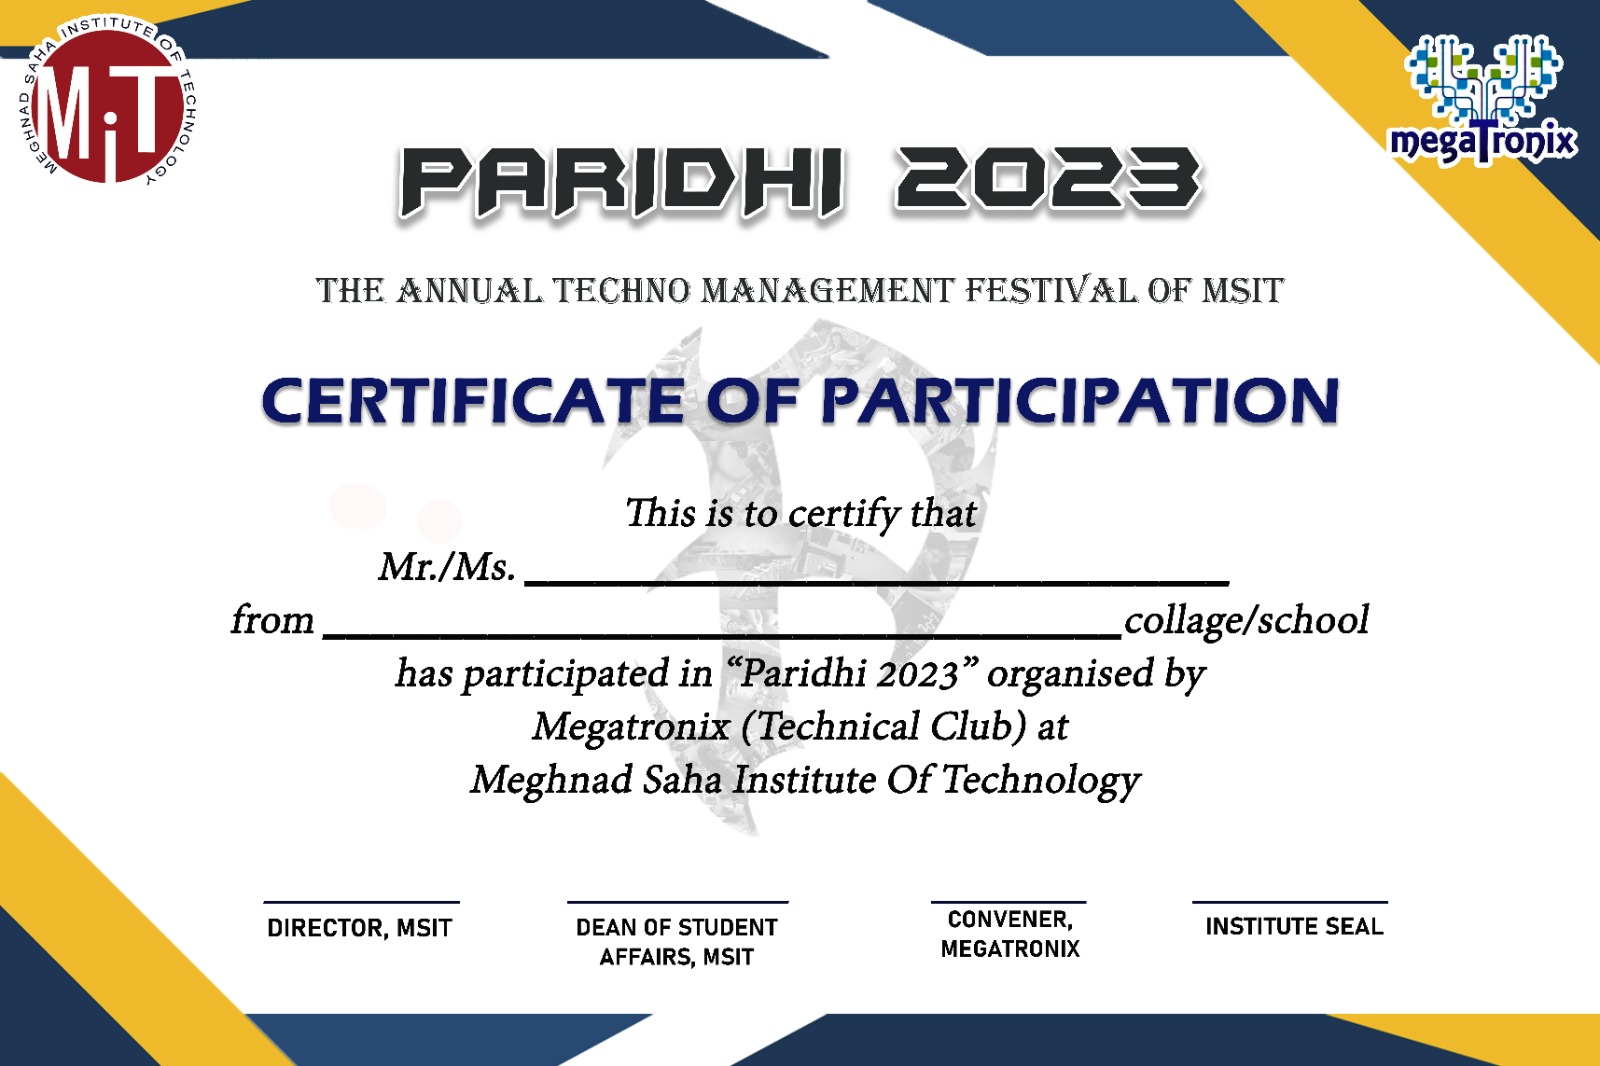 MEGHNAD SAHA INSTITUTE OF TECHNOLOGY
MiT
megaTronix
PARIDHI 2023
THE ANNUAL TECHNO MANAGEMENT FESTIVAL OF MSIT
CERTIFICATE OF PARTICIPATION
This is to certify that
Mr./Ms. ______________________________
from __________________________________collage/school
has participated in “Paridhi 2023” organised by
Megatronix (Technical Club) at
Meghnad Saha Institute Of Technology
DIRECTOR, MSIT
DEAN OF STUDENT
AFFAIRS, MSIT
CONVENER,
MEGATRONIX
INSTITUTE SEAL